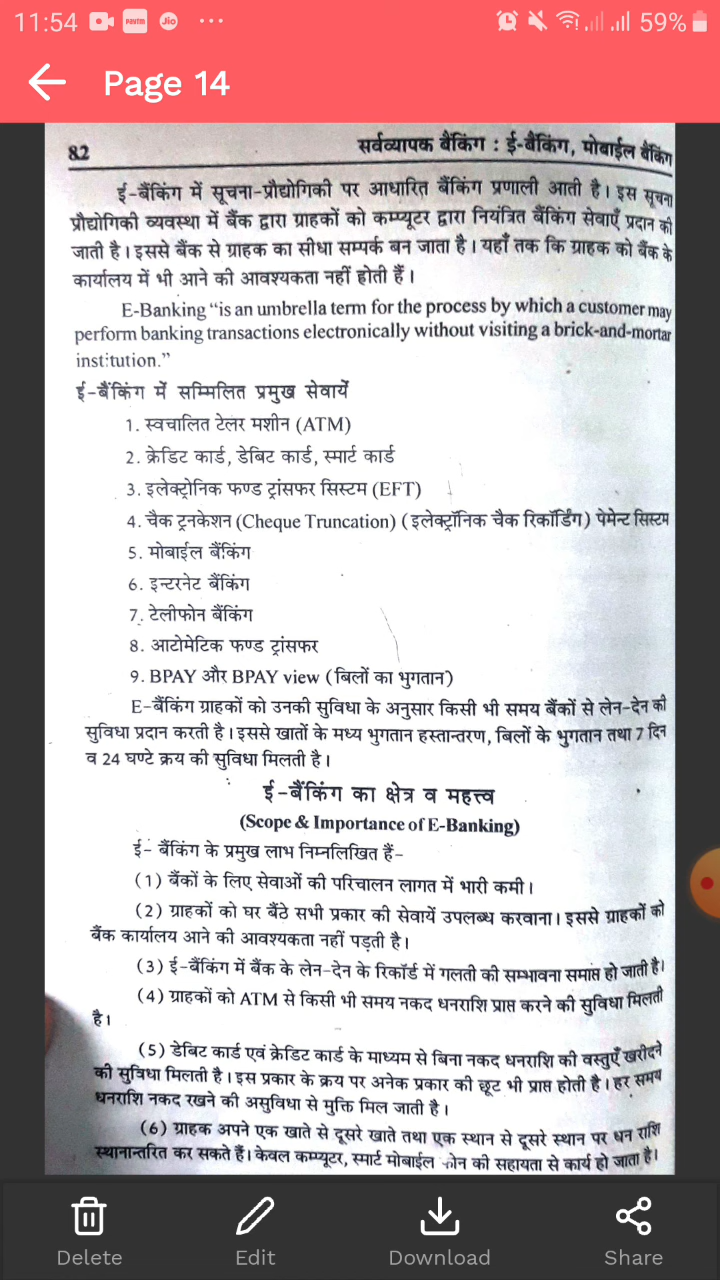 11:54 paytm Jio ... 59%
Page 14
82 सर्वव्यापक बैंकिंग : ई-बैंकिंग, मोबाईल बैंकिंग
ई-बैंकिंग में सूचना-प्रौद्योगिकी पर आधारित बैंकिंग प्रणाली आती है। इस सूचना
प्रौद्योगिकी व्यवस्था में बैंक द्वारा ग्राहकों को कम्प्यूटर द्वारा नियंत्रित बैंकिंग सेवाएँ प्रदान की
जाती है। इससे बैंक से ग्राहक का सीधा सम्पर्क बन जाता है। यहाँ तक कि ग्राहक को बैंक के
कार्यालय में भी आने की आवश्यकता नहीं होती हैं।
E-Banking “is an umbrella term for the process by which a customer may
perform banking transactions electronically without visiting a brick-and-mortar
institution.”
ई-बैंकिंग में सम्मिलित प्रमुख सेवायें
1. स्वचालित टेलर मशीन (ATM)
2. क्रेडिट कार्ड, डेबिट कार्ड, स्मार्ट कार्ड
3. इलेक्ट्रोनिक फण्ड ट्रांसफर सिस्टम (EFT)
4. चैक ट्रनकेशन (Cheque Truncation) (इलेक्ट्रॉनिक चैक रिकॉर्डिंग) पेमेन्ट सिस्टम
5. मोबाईल बैंकिंग
6. इन्टरनेट बैंकिंग
7. टेलीफोन बैंकिंग
8. आटोमेटिक फण्ड ट्रांसफर
9. BPAY और BPAY view (बिलों का भुगतान)
E-बैंकिंग ग्राहकों को उनकी सुविधा के अनुसार किसी भी समय बैंकों से लेन-देन की
सुविधा प्रदान करती है। इससे खातों के मध्य भुगतान हस्तान्तरण, बिलों के भुगतान तथा 7 दिन
व 24 घण्टे क्रय की सुविधा मिलती है।
ई-बैंकिंग का क्षेत्र व महत्त्व
(Scope & Importance of E-Banking)
ई- बैंकिंग के प्रमुख लाभ निम्नलिखित हैं-
(1) बैंकों के लिए सेवाओं की परिचालन लागत में भारी कमी।
(2) ग्राहकों को घर बैंठे सभी प्रकार की सेवायें उपलब्ध करवाना। इससे ग्राहकों को
बैंक कार्यालय आने की आवश्यकता नहीं पड़ती है।
(3) ई-बैंकिंग में बैंक के लेन-देन के रिकॉर्ड में गलती की सम्भावना समाप्त हो जाती है।
(4) ग्राहकों को ATM से किसी भी समय नकद धनराशि प्राप्त करने की सुविधा मिलती
है।
(5) डेबिट कार्ड एवं क्रेडिट कार्ड के माध्यम से बिना नकद धनराशि की वस्तुएँ खरीदने
की सुविधा मिलती है। इस प्रकार के क्रय पर अनेक प्रकार की छूट भी प्राप्त होती है। हर समय
धनराशि नकद रखने की असुविधा से मुक्ति मिल जाती है।
(6) ग्राहक अपने एक खाते से दूसरे खाते तथा एक स्थान से दूसरे स्थान पर धन राशि
स्थानान्तरित कर सकते हैं। केवल कम्प्यूटर, स्मार्ट मोबाईल फोन की सहायता से कार्य हो जाता है।
Delete Edit Download Share